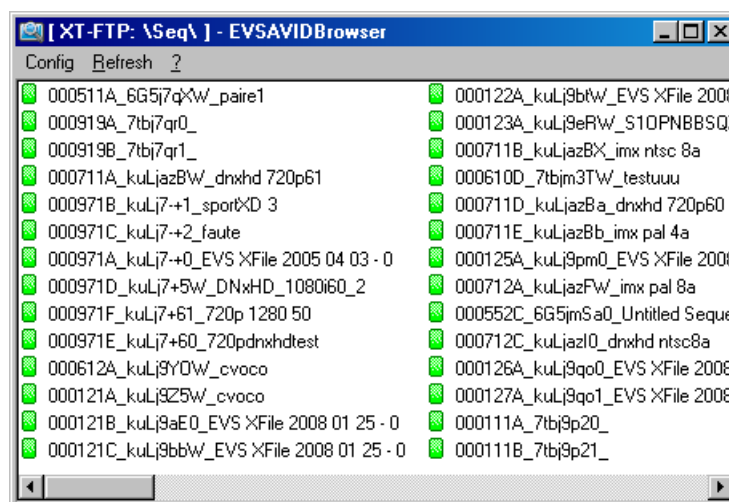 [ XT-FTP: \Seq\ ] - EVSAVIDBrowser
Config Refresh ?
000511A_6G5j7qXW_paire1
000919A_7tbj7qr0_
000919B_7tbj7qr1_
000711A_kuLjazBW_dnxhd 720p61
000971B_kuLj7-+1_sportXD 3
000971C_kuLj7-+2_faute
000971A_kuLj7-+0_EVS XFile 2005 04 03 - 0
000971D_kuLj7+5W_DNxHD_1080i60_2
000971F_kuLj7+61_720p 1280 50
000971E_kuLj7+60_720pdnxhdtest
000612A_kuLj9YOW_cvoco
000121A_kuLj9Z5W_cvoco
000121B_kuLj9aE0_EVS XFile 2008 01 25 - 0
000121C_kuLj9bbW_EVS XFile 2008 01 25 - 0
000122A_kuLj9btW_EVS XFile 2008
000123A_kuLj9eRW_S1OPNBBSQ
000711B_kuLjazBX_imx ntsc 8a
000610D_7tbjm3TW_testuuu
000711D_kuLjazBa_dnxhd 720p60
000711E_kuLjazBb_imx pal 4a
000125A_kuLj9pm0_EVS XFile 2008
000712A_kuLjazFW_imx pal 8a
000552C_6G5jmSa0_Untitled Seque
000712C_kuLjazI0_dnxhd ntsc8a
000126A_kuLj9qo0_EVS XFile 2008
000127A_kuLj9qo1_EVS XFile 2008
000111A_7tbj9p20_
000111B_7tbj9p21_